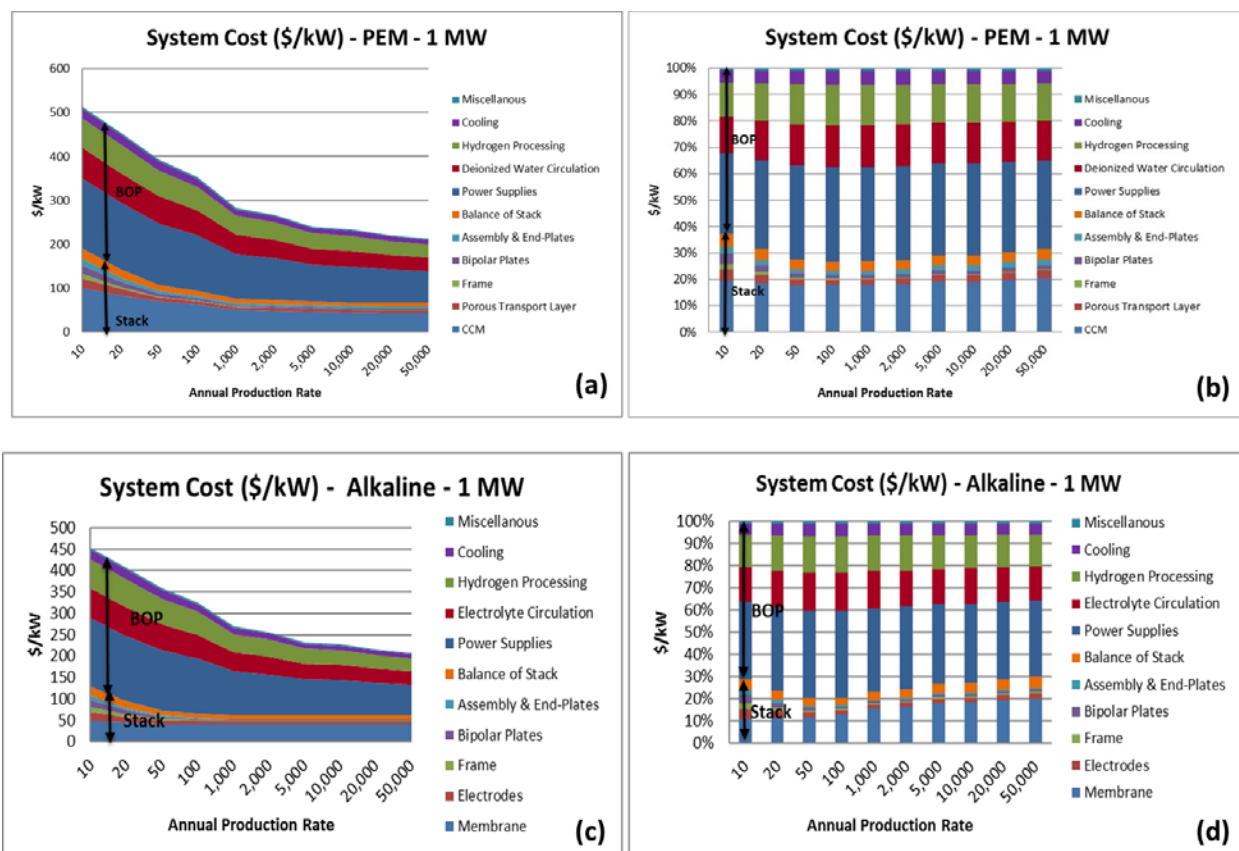 System Cost ($/kW) - PEM - 1 MW
600
500
400
300
200
100
0
$/kW
BOP
Stack
10
20
50
100
1,000
2,000
5,000
10,000
20,000
50,000
Annual Production Rate
Miscellanous
Cooling
Hydrogen Processing
Deionized Water Circulation
Power Supplies
Balance of Stack
Assembly & End-Plates
Bipolar Plates
Frame
Porous Transport Layer
CCM
(a)
System Cost ($/kW) - PEM - 1 MW
100%
90%
80%
70%
60%
50%
40%
30%
20%
10%
0%
$/kW
BOP
Stack
10
20
50
100
1,000
2,000
5,000
10,000
20,000
50,000
Annual Production Rate
Miscellanous
Cooling
Hydrogen Processing
Deionized Water Circulation
Power Supplies
Balance of Stack
Assembly & End-Plates
Bipolar Plates
Frame
Porous Transport Layer
CCM
(b)
System Cost ($/kW) - Alkaline - 1 MW
500
450
400
350
300
250
200
150
100
50
0
$/kW
BOP
Stack
10
20
50
100
1,000
2,000
5,000
10,000
20,000
50,000
Annual Production Rate
Miscellanous
Cooling
Hydrogen Processing
Electrolyte Circulation
Power Supplies
Balance of Stack
Assembly & End-Plates
Bipolar Plates
Frame
Electrodes
Membrane
(c)
System Cost ($/kW) - Alkaline - 1 MW
100%
90%
80%
70%
60%
50%
40%
30%
20%
10%
0%
$/kW
BOP
Stack
10
20
50
100
1,000
2,000
5,000
10,000
20,000
50,000
Annual Production Rate
Miscellanous
Cooling
Hydrogen Processing
Electrolyte Circulation
Power Supplies
Balance of Stack
Assembly & End-Plates
Bipolar Plates
Frame
Electrodes
Membrane
(d)